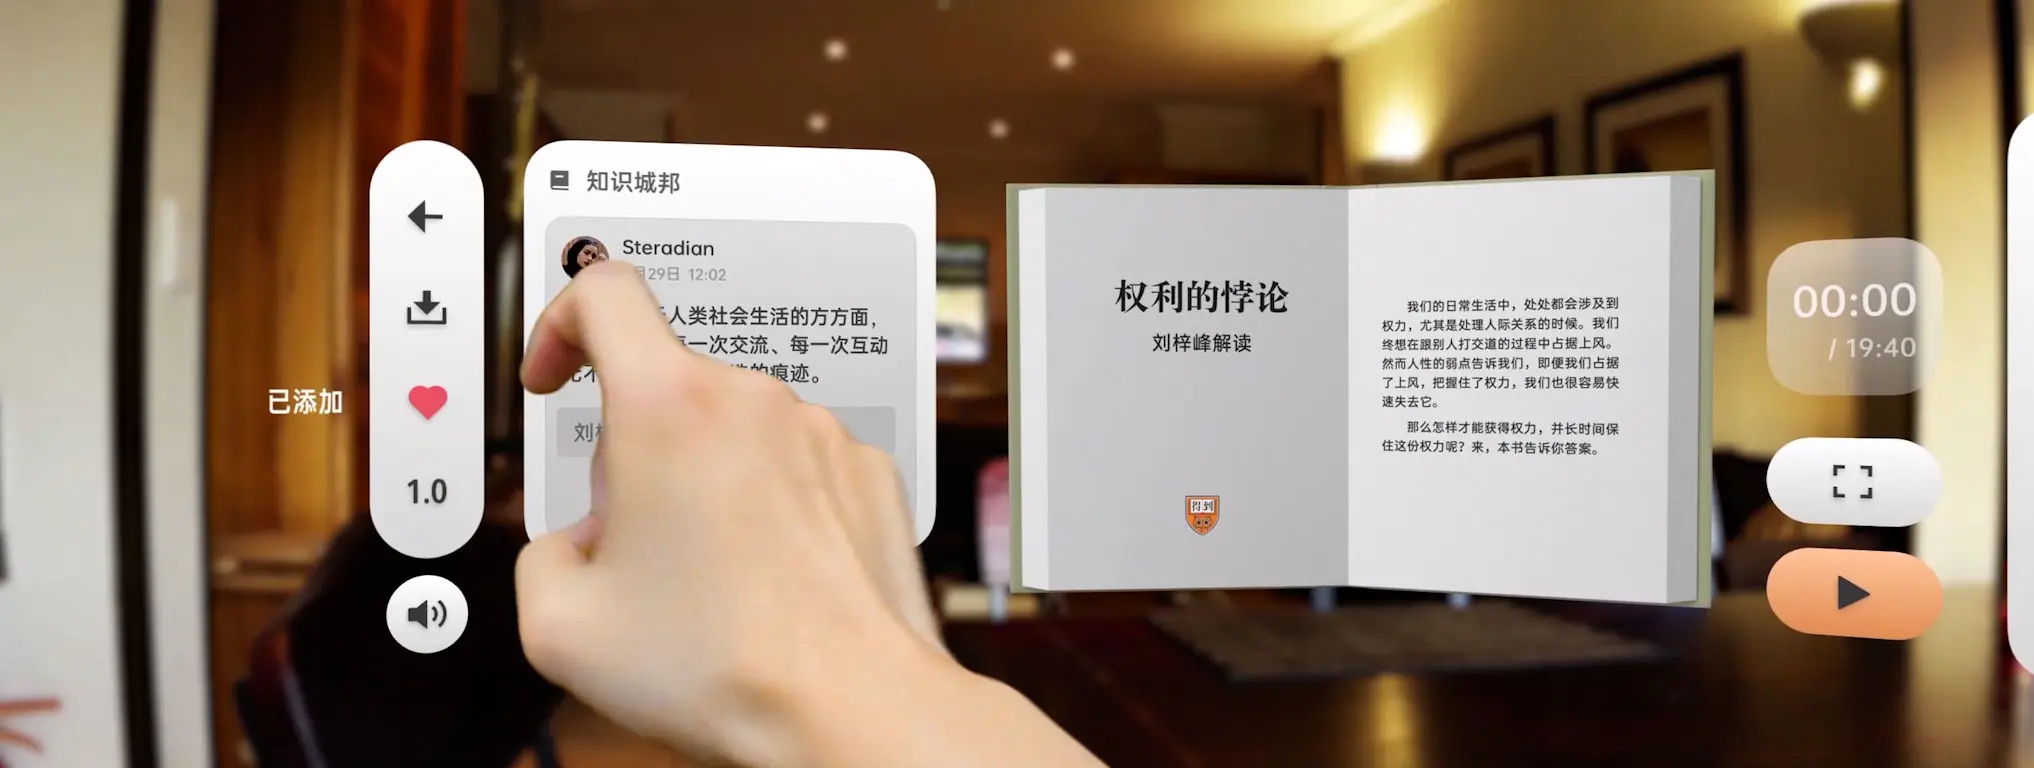 已添加
1.0
知识城邦
Steradian
29日 12:02
人类社会生活的方方面，
一次交流、每一次互动
的痕迹。
刘
权利的悖论
刘梓峰解读
得到
我们的日常生活中，处处都会涉及到
权力，尤其是处理人际关系的时候。我们
终想在跟别人打交道的过程中占据上风。
然而人性的弱点告诉我们，即便我们占据
了上风，把握住了权力，我们也很容易快
速失去它。
那么怎样才能获得权力，并长时间保
住这份权力呢？来，本书告诉你答案。
00:00
/ 19:40